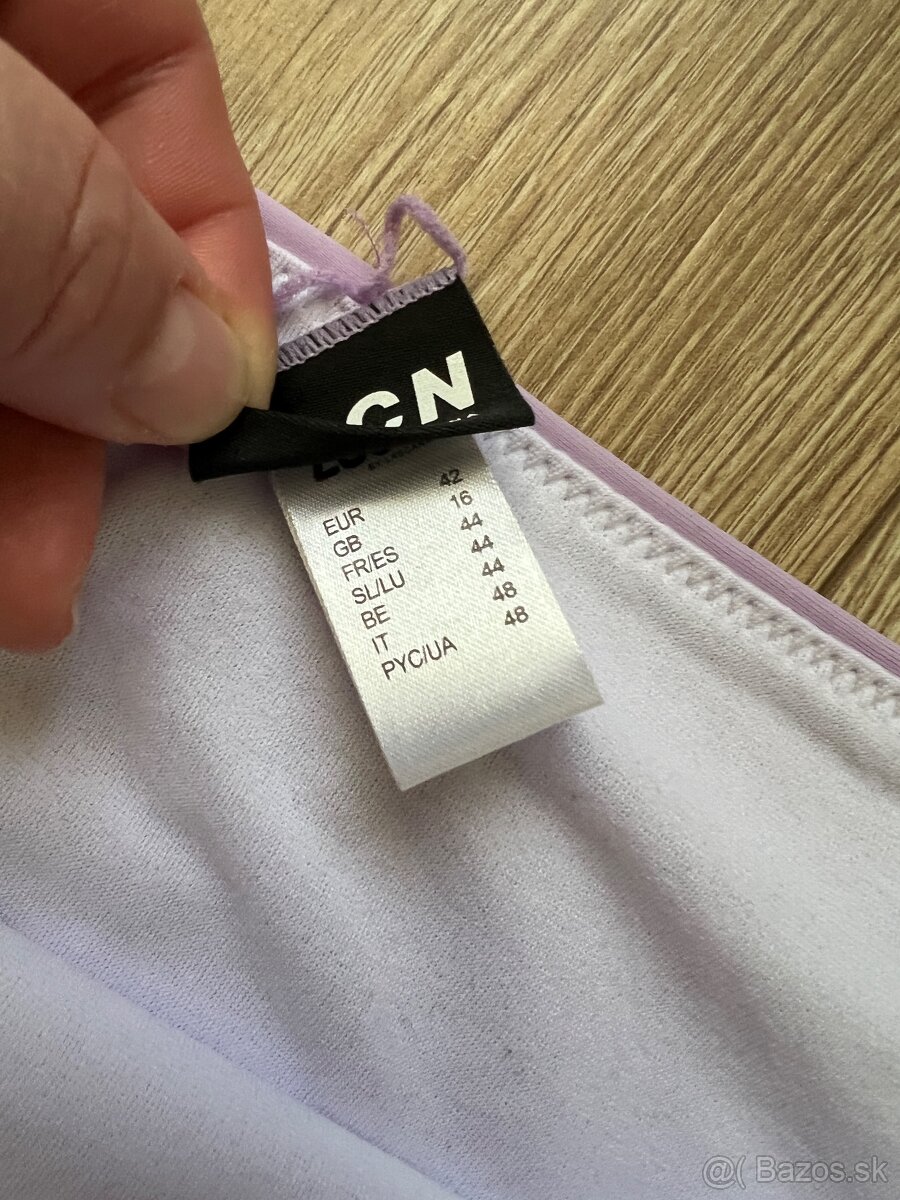 CN
EUR 42
GB 16
FR/ES 44
SL/LU 44
BE 44
IT 48
PYC/UA 48
@( Bazos.sk